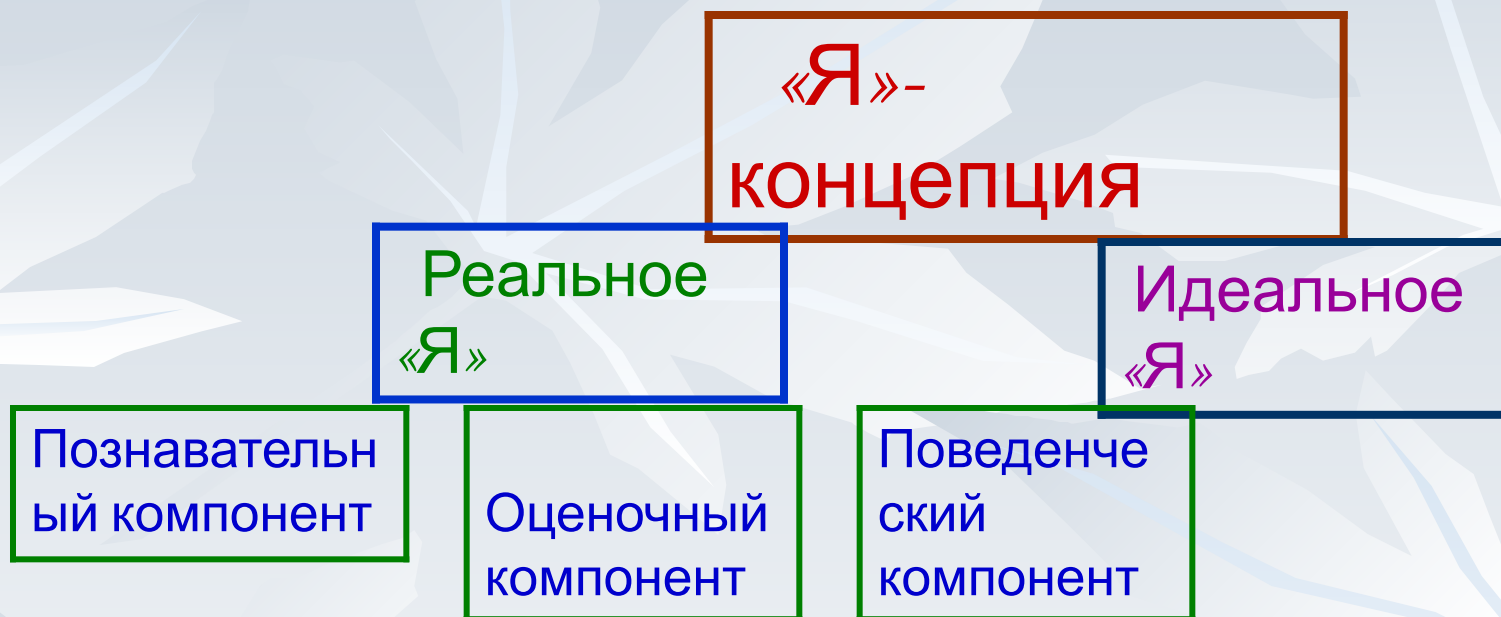 «Я»-
концепция
Реальное
«Я»
Идеальное
«Я»
Познавательн
ый компонент
Оценочный
компонент
Поведенче
ский
компонент